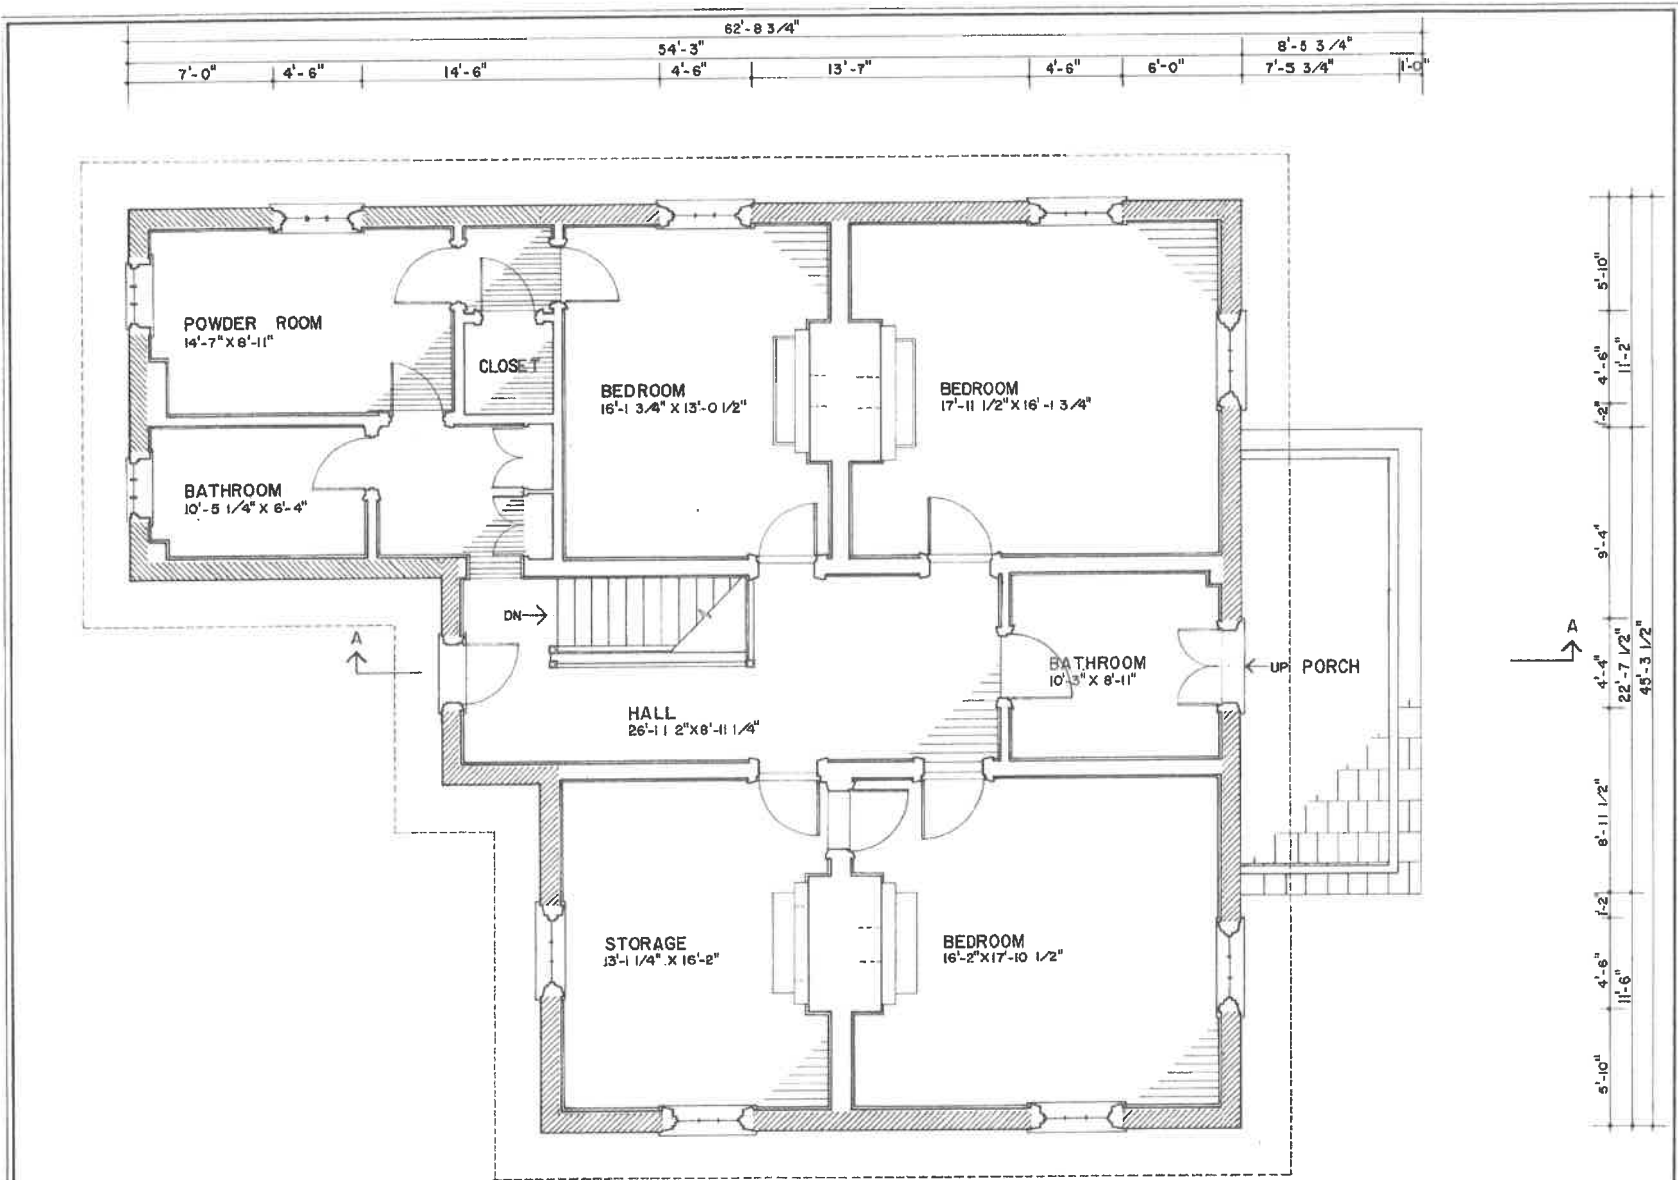 62'-8 3/4"
54'-3"
8'-5 3/4"
7'-0"
4'-6"
14'-6"
4'-6"
13'-7"
4'-6"
6'-0"
7'-5 3/4"
1'-0"
POWDER ROOM
14'-7" X 8'-11"
CLOSET
BEDROOM
16'-1 3/4" X 13'-0 1/2"
BEDROOM
17'-11 1/2" X 16'-1 3/4"
BATHROOM
10'-5 1/4" X 6'-4"
DN
A
HALL
26'-11 2" X 8'-11 1/4"
BATHROOM
10'-3" X 8'-11"
UP PORCH
A
STORAGE
13'-1 1/4" X 16'-2"
BEDROOM
16'-2" X 17'-10 1/2"
5'-10"
4'-6"
1'-2"
9'-4"
4'-4"
8'-11 1/2"
1'-2"
4'-6"
5'-10"
11'-2"
22'-7 1/2"
11'-6"
45'-3 1/2"